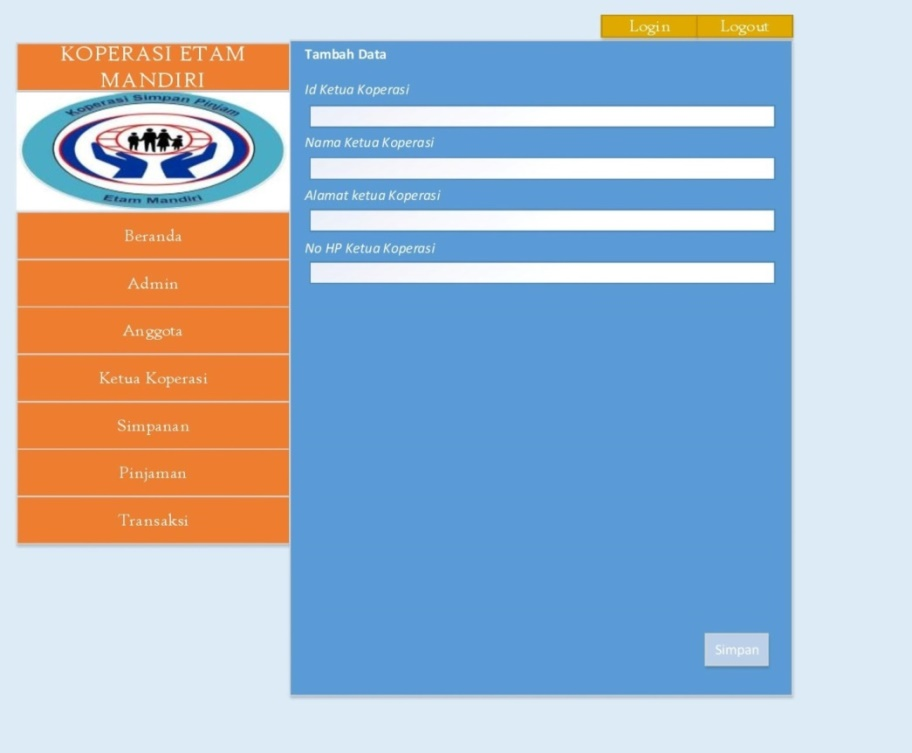 Login
Logout
KOPERASI ETAM
MANDIRI
Koperasi Simpan Pinjam
Etam Mandiri
Beranda
Admin
Anggota
Ketua Koperasi
Simpanan
Pinjaman
Transaksi
Tambah Data
Id Ketua Koperasi
Nama Ketua Koperasi
Alamat ketua Koperasi
No HP Ketua Koperasi
Simpan